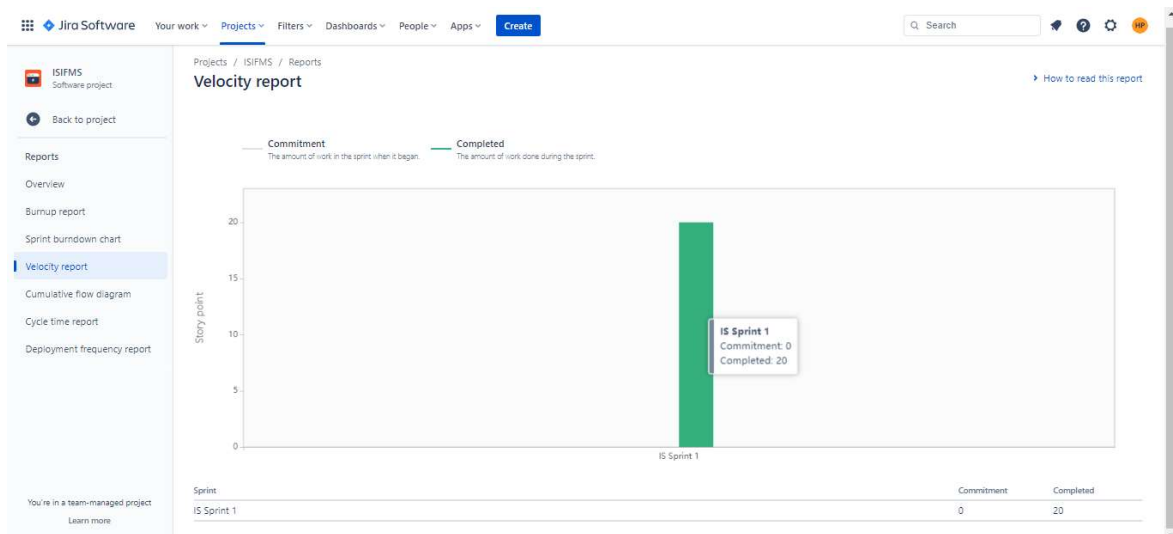 Jira Software Your work Projects Filters Dashboards People Apps Create Search HP
ISIFMS
Software project
Back to project
Reports
Overview
Burnup report
Sprint burndown chart
Velocity report
Cumulative flow diagram
Cycle time report
Deployment frequency report
You're in a team-managed project
Learn more
Projects / ISIFMS / Reports
Velocity report
How to read this report
Commitment
The amount of work in the sprint when it began.
Completed
The amount of work done during the sprint.
Story point
20
15
10
5
0
IS Sprint 1
Commitment: 0
Completed: 20
IS Sprint 1
Sprint Commitment Completed
IS Sprint 1 0 20